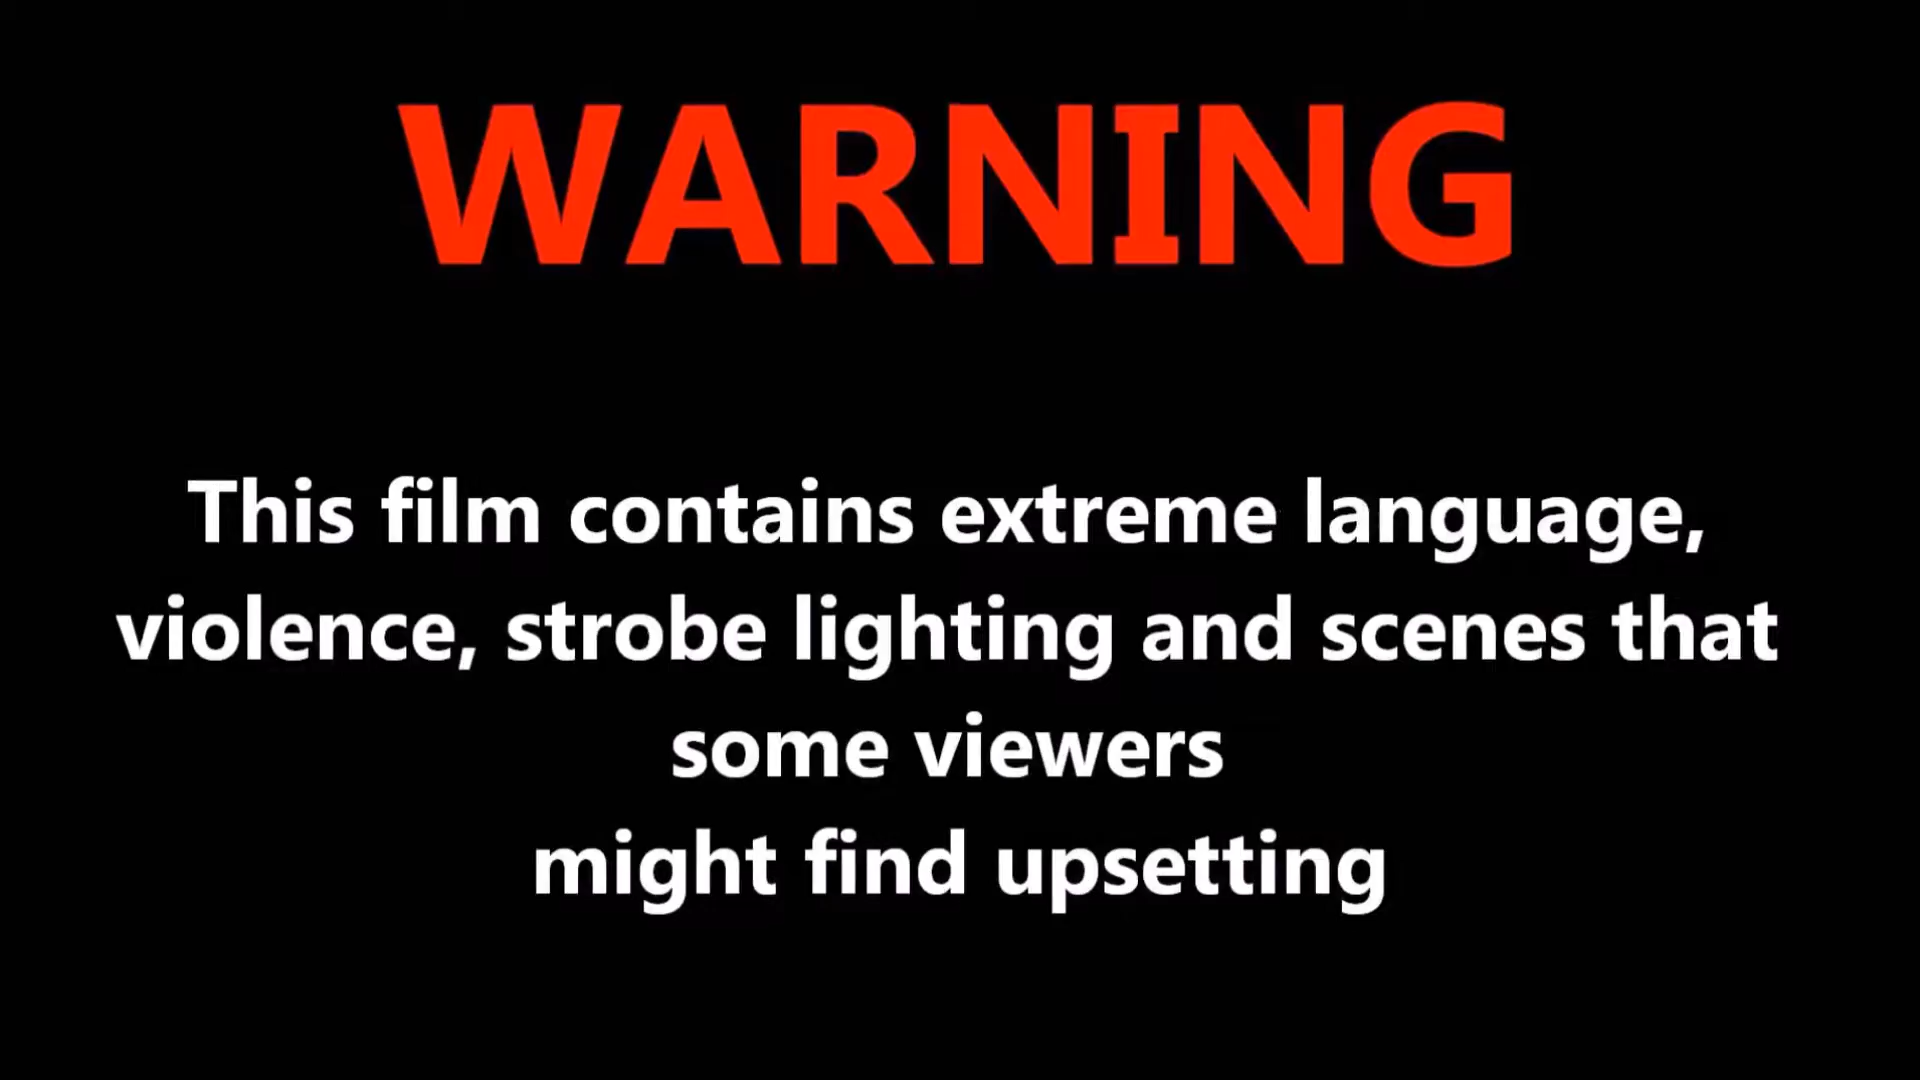 WARNING
This film contains extreme language,
violence, strobe lighting and scenes that
some viewers
might find upsetting